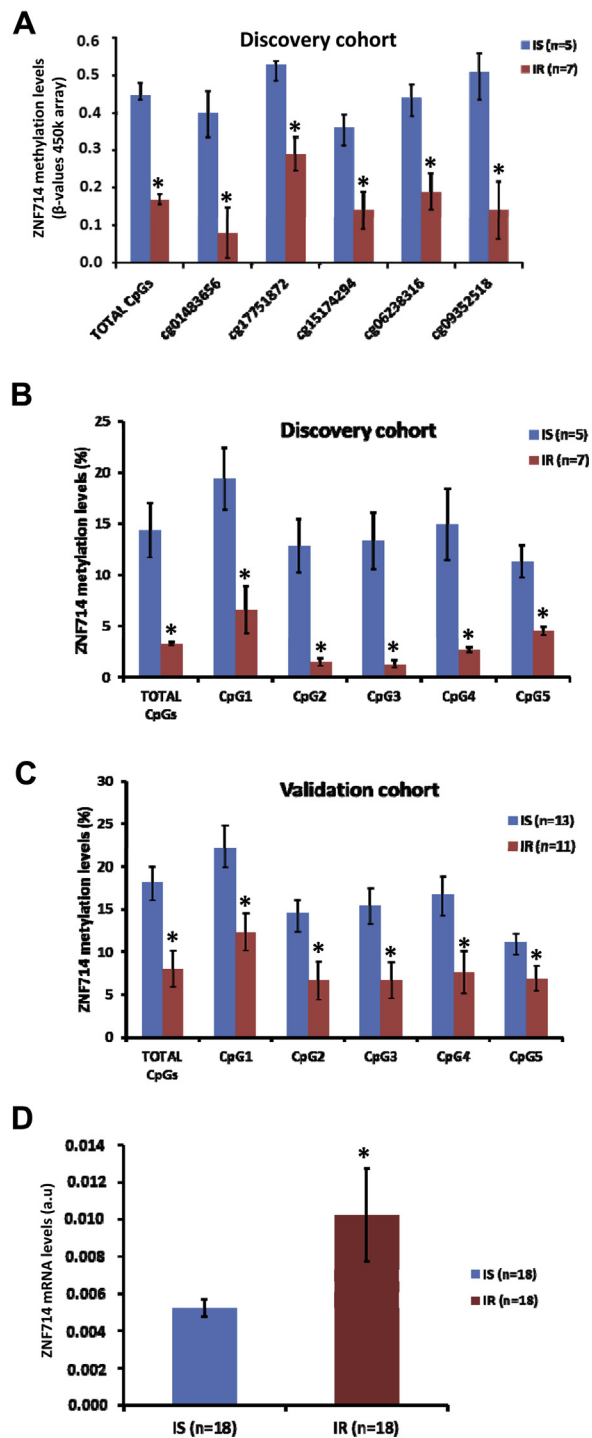 A
Discovery cohort
IS (n=5)
IR (n=7)
ZNF714 methylation levels
(β-values 450k array)
0.6
0.5
0.4
0.3
0.2
0.1
0.0
* * * * * *
TOTAL CpGs
cg01483656
cg17751872
cg15174294
cg06238316
cg09352518
B
Discovery cohort
IS (n=5)
IR (n=7)
ZNF714 metylation levels (%)
25
20
15
10
5
0
* * * * * *
TOTAL CpGs
CpG1
CpG2
CpG3
CpG4
CpG5
C
Validation cohort
IS (n=13)
IR (n=11)
ZNF714 metylation levels (%)
30
25
20
15
10
5
0
* * * * * *
TOTAL CpGs
CpG1
CpG2
CpG3
CpG4
CpG5
D
ZNF714 mRNA levels (a.u)
0.014
0.012
0.010
0.008
0.006
0.004
0.002
0.000
*
IS (n=18)
IR (n=18)
IS (n=18)
IR (n=18)